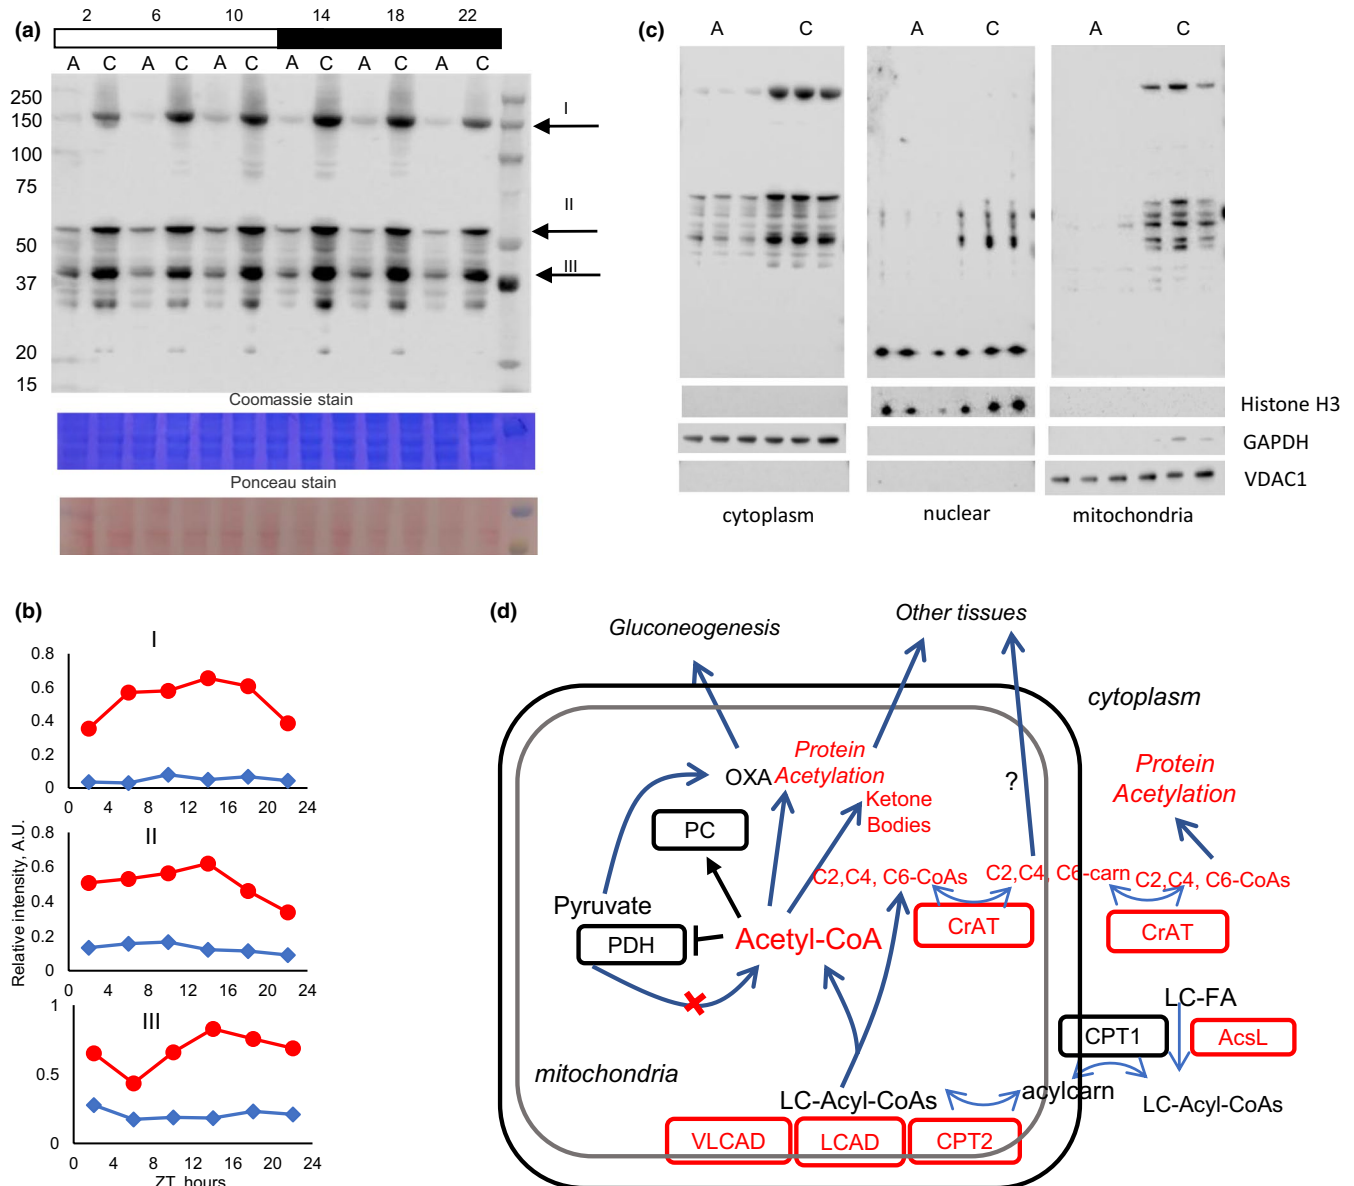 (a)
2 6 10 14 18 22
A C A C A C A C A C A C
250
150
100
75
50
37
20
15
I
II
III
Coomassie stain
Ponceau stain
(c)
A C A C A C
Histone H3
GAPDH
VDAC1
cytoplasm nuclear mitochondria
(b)
Relative intensity, A.U.
I
0.8
0.6
0.4
0.2
0
0 4 8 12 16 20 24
II
0.8
0.6
0.4
0.2
0
0 4 8 12 16 20 24
III
1
0.5
0
0 4 8 12 16 20 24
ZT, hours
(d)
Gluconeogenesis
Other tissues
cytoplasm
Protein
Acetylation
OXA
Protein
Acetylation
?
Ketone
Bodies
PC
C2,C4, C6-CoAs
C2,C4, C6-carn
C2,C4, C6-CoAs
Pyruvate
PDH
Acetyl-CoA
CrAT
CrAT
LC-FA
CPT1
AcsL
mitochondria
LC-Acyl-CoAs
acylcarn
LC-Acyl-CoAs
VLCAD
LCAD
CPT2